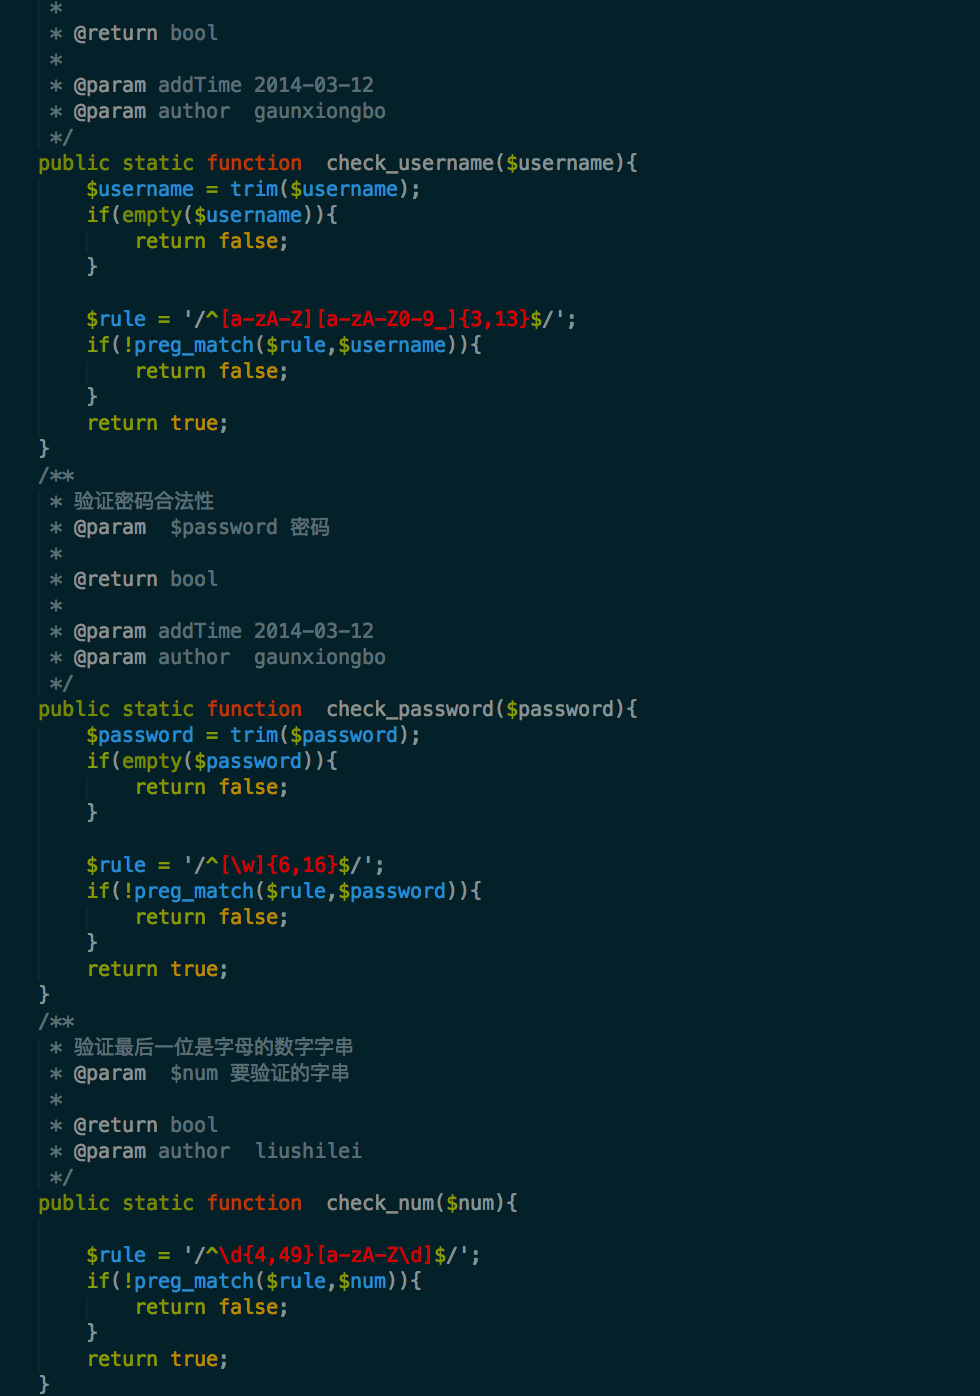 *
* @return bool
*
* @param addTime 2014-03-12
* @param author  gaunxiongbo
*/
public static function  check_username($username){
    $username = trim($username);
    if(empty($username)){
        return false;
    }

    $rule = '/^[a-zA-Z][a-zA-Z0-9_]{3,13}$/';
    if(!preg_match($rule,$username)){
        return false;
    }
    return true;
}
/**
 * 验证密码合法性
 * @param  $password 密码
 *
 * @return bool
 *
 * @param addTime 2014-03-12
 * @param author  gaunxiongbo
 */
public static function  check_password($password){
    $password = trim($password);
    if(empty($password)){
        return false;
    }

    $rule = '/^[\w]{6,16}$/';
    if(!preg_match($rule,$password)){
        return false;
    }
    return true;
}
/**
 * 验证最后一位是字母的数字字串
 * @param  $num 要验证的字串
 *
 * @return bool
 * @param author  liushilei
 */
public static function  check_num($num){

    $rule = '/^\d{4,49}[a-zA-Z\d]$/';
    if(!preg_match($rule,$num)){
        return false;
    }
    return true;
}